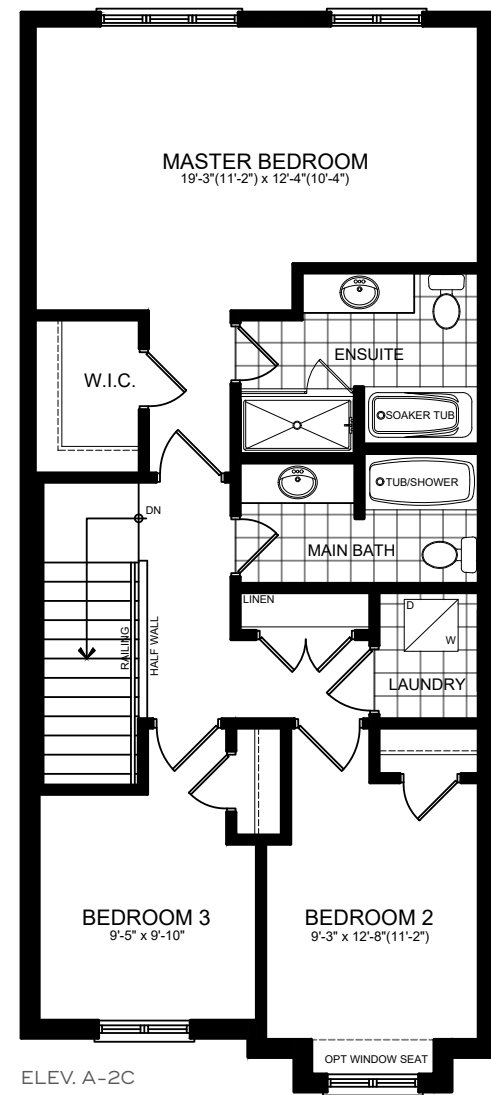 MASTER BEDROOM
19'-3"(11'-2") x 12'-4"(10'-4")
ENSUITE
W.I.C.
SOAKER TUB
TUB/SHOWER
DN
MAIN BATH
LINEN
D
W
RAILING
HALF WALL
LAUNDRY
BEDROOM 3
9'-5" x 9'-10"
BEDROOM 2
9'-3" x 12'-8"(11'-2")
OPT WINDOW SEAT
ELEV. A-2C